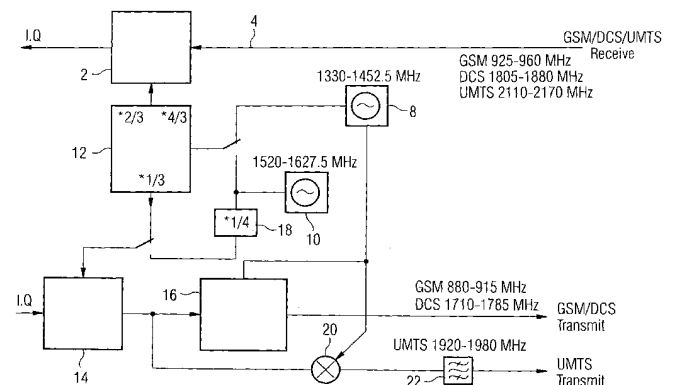 I.Q
4
GSM/DCS/UMTS
Receive
2
GSM 925-960 MHz
DCS 1805-1880 MHz
UMTS 2110-2170 MHz
1330-1452.5 MHz
8
*2/3 *4/3
12
*1/3
1520-1627.5 MHz
10
*1/4
18
I.Q
14
16
GSM 880-915 MHz
DCS 1710-1785 MHz
GSM/DCS
Transmit
20
UMTS 1920-1980 MHz
22
UMTS
Transmit